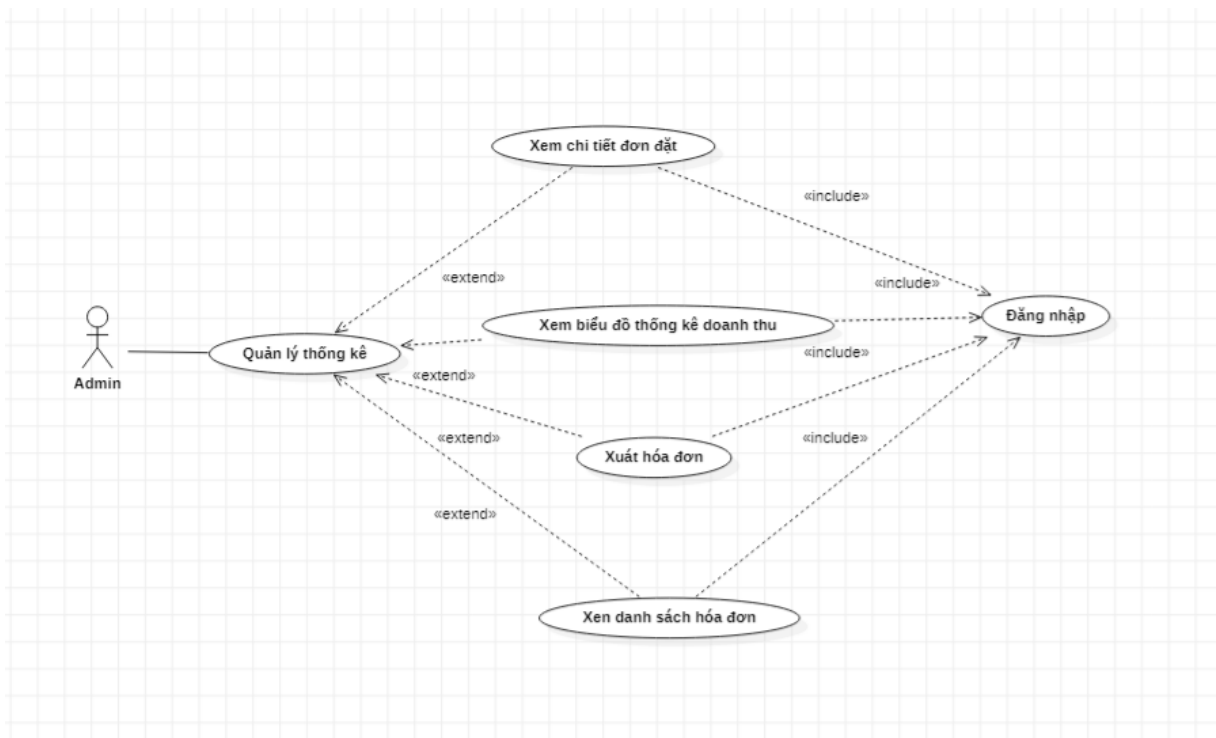 Xem chi tiết đơn đặt
«include»
«extend»
«include»
Đăng nhập
Xem biểu đồ thống kê doanh thu
Quản lý thống kê
«include»
Admin
«extend»
«extend»
«include»
Xuát hóa đơn
«extend»
Xen danh sách hóa đơn